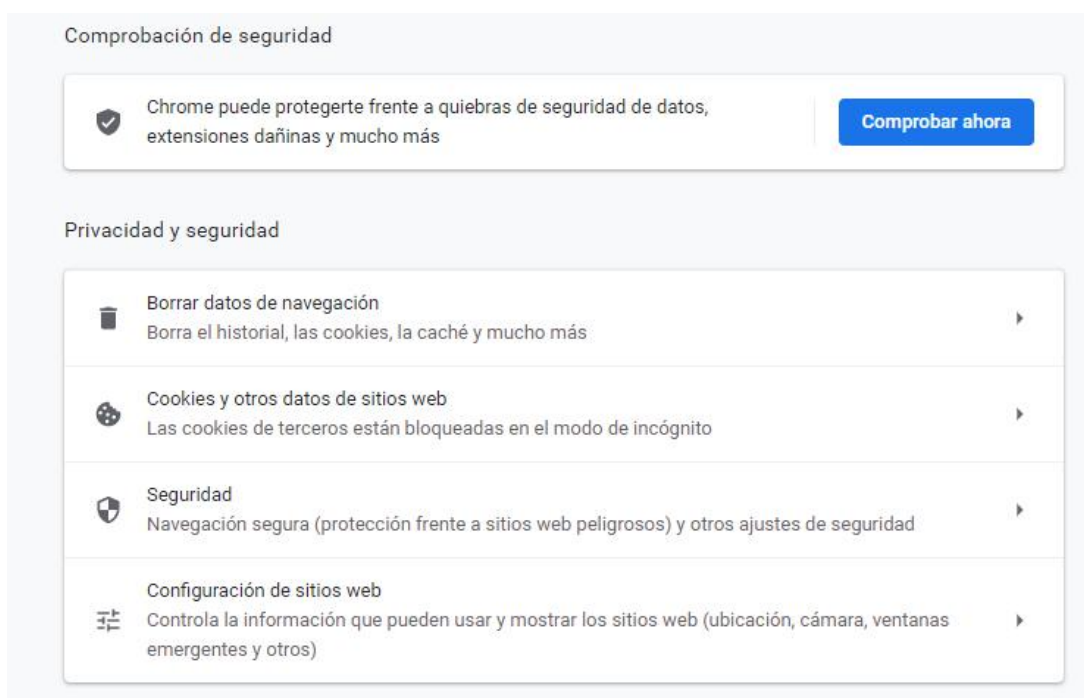 Comprobación de seguridad
Chrome puede protegerte frente a quiebras de seguridad de datos,
extensiones dañinas y mucho más
Comprobar ahora
Privacidad y seguridad
Borrar datos de navegación
Borra el historial, las cookies, la caché y mucho más
Cookies y otros datos de sitios web
Las cookies de terceros están bloqueadas en el modo de incógnito
Seguridad
Navegación segura (protección frente a sitios web peligrosos) y otros ajustes de seguridad
Configuración de sitios web
Controla la información que pueden usar y mostrar los sitios web (ubicación, cámara, ventanas
emergentes y otros)